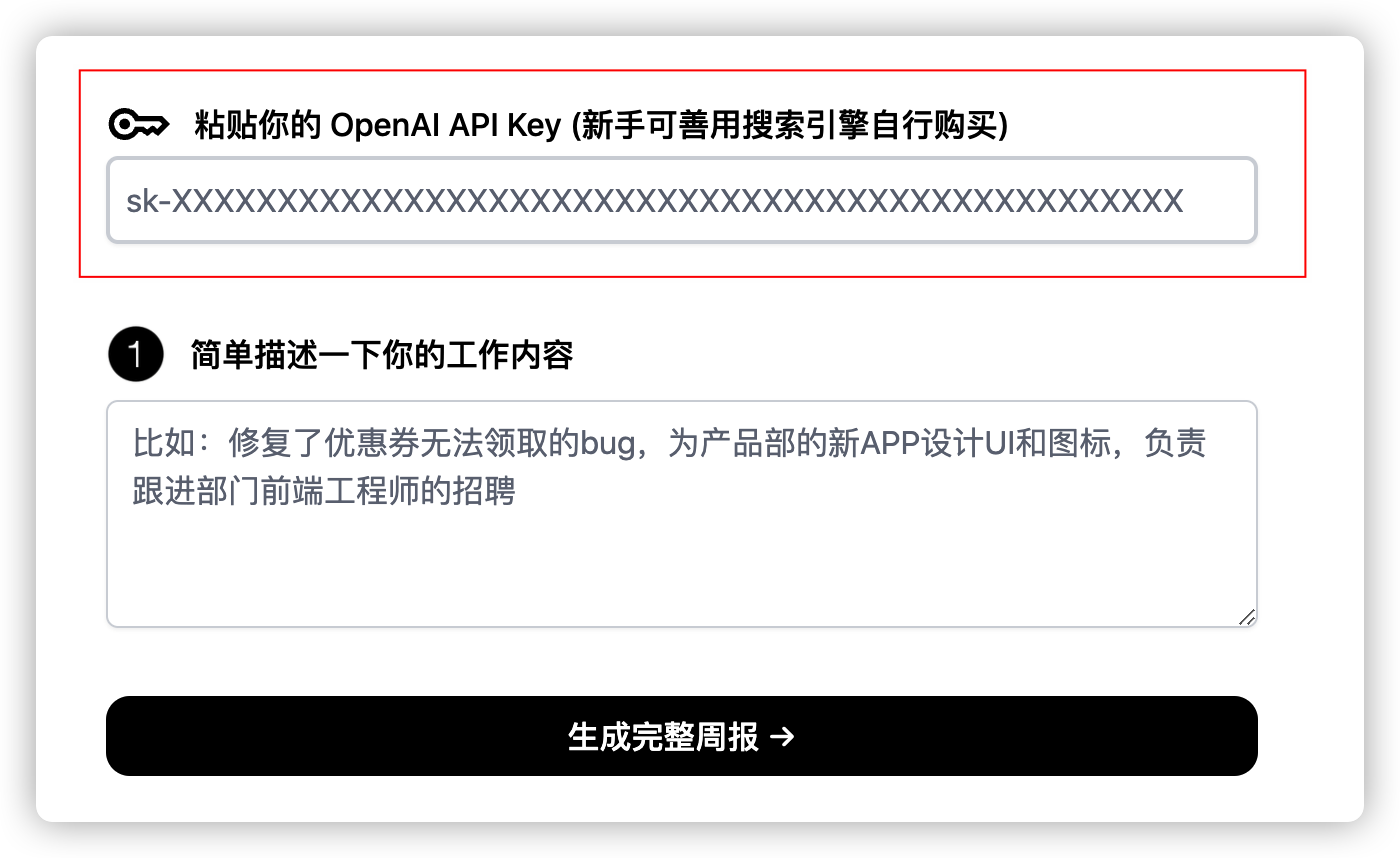 粘贴你的 OpenAI API Key (新手可善用搜索引擎自行购买)
sk-XXXXXXXXXXXXXXXXXXXXXXXXXXXXXXXXXXXXXXXXXXXXXXXX
1 简单描述一下你的工作内容
比如：修复了优惠券无法领取的bug，为产品部的新APP设计UI和图标，负责
跟进部门前端工程师的招聘
生成完整周报 →